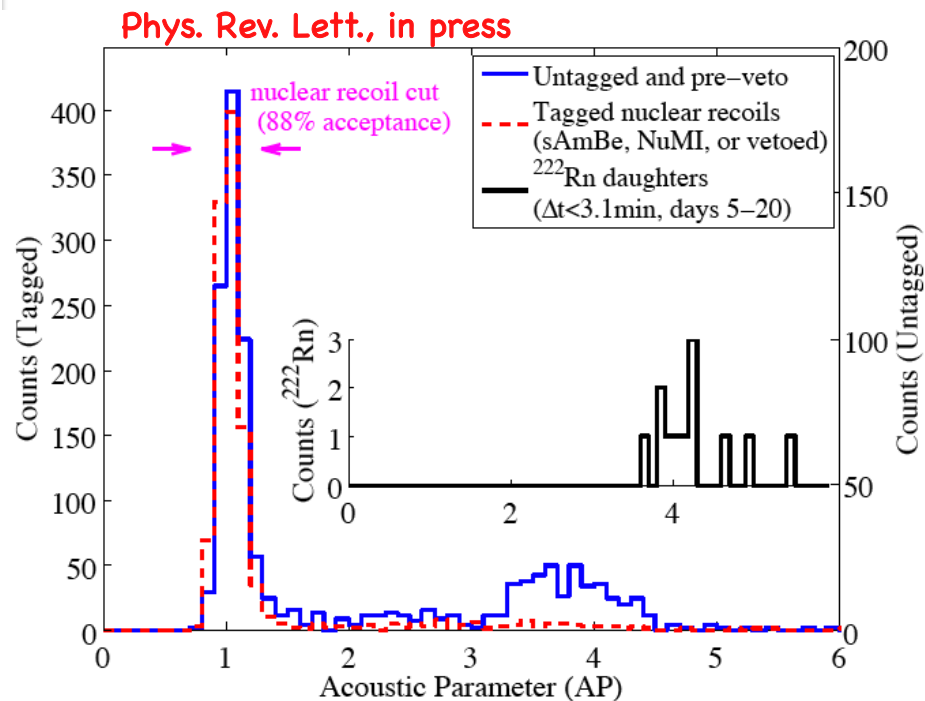 Phys. Rev. Lett., in press
200
Untagged and pre−veto
Tagged nuclear recoils
(sAmBe, NuMI, or vetoed)
222Rn daughters
(Δt<3.1min, days 5−20)
nuclear recoil cut
(88% acceptance)
400
350
300
250
200
150
100
50
0
Counts (Tagged)
150
100
50
0
Counts (Untagged)
Counts (222Rn)
3
2
1
0
0 2 4
0 1 2 3 4 5 6
Acoustic Parameter (AP)